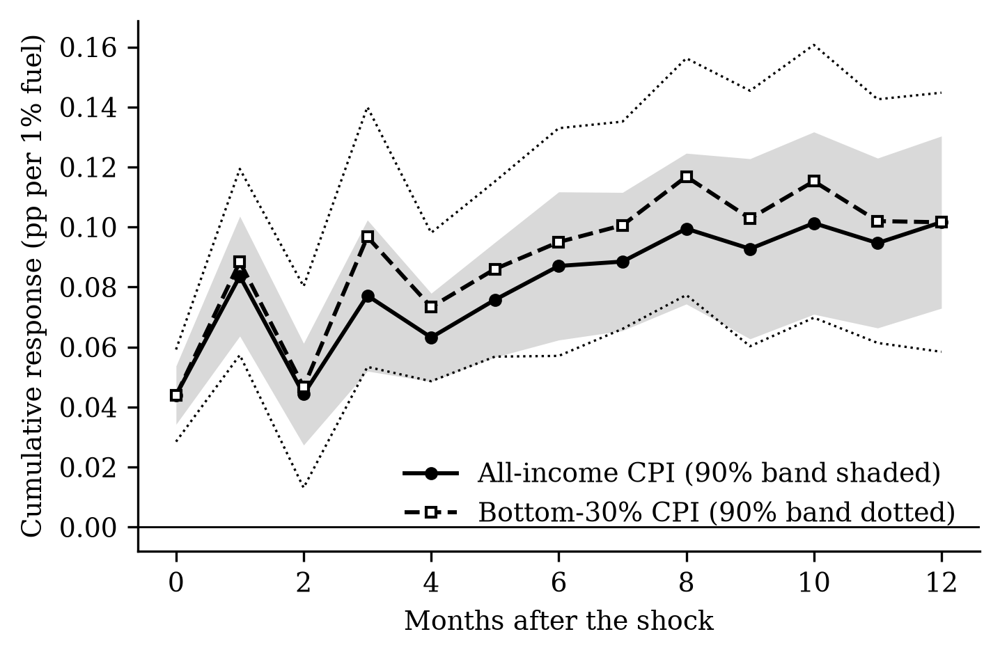 Cumulative response (pp per 1% fuel)
0.16
0.14
0.12
0.10
0.08
0.06
0.04
0.02
0.00
All-income CPI (90% band shaded)
Bottom-30% CPI (90% band dotted)
0 2 4 6 8 10 12
Months after the shock